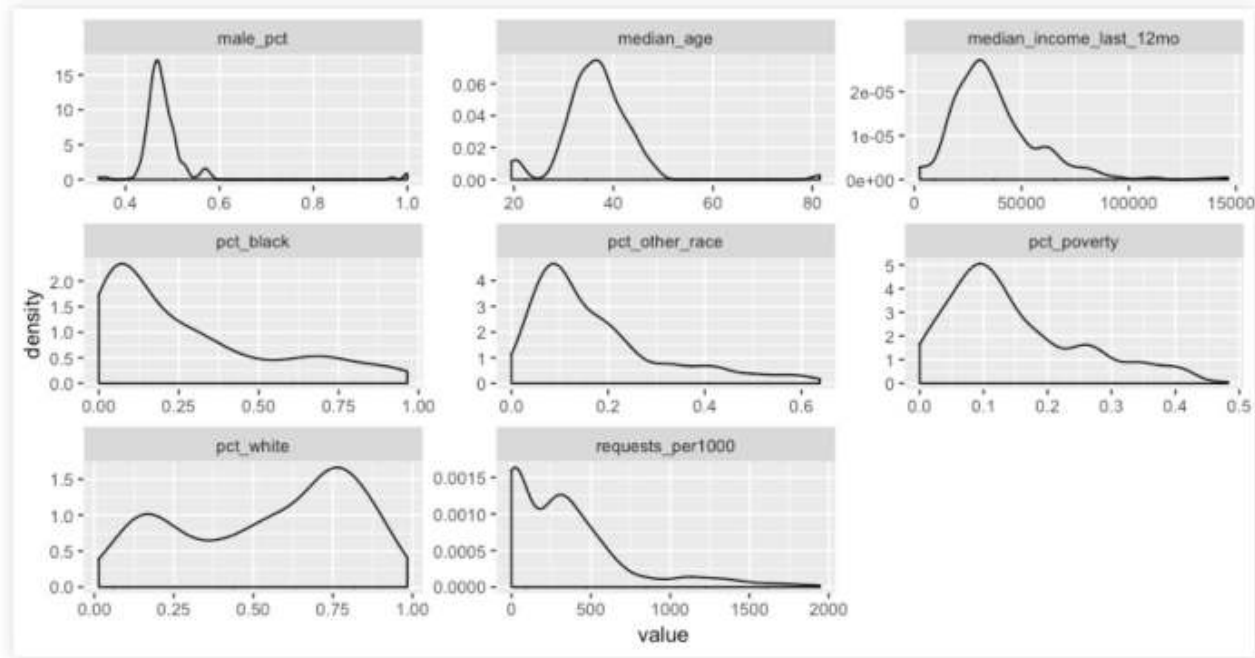 male_pct
median_age
median_income_last_12mo
15
10
5
0
0.4 0.6 0.8 1.0
0.06
0.04
0.02
0.00
20 40 60 80
2e-05
1e-05
0e+00
0 50000 100000 150000
pct_black
pct_other_race
pct_poverty
2.0
1.5
1.0
0.5
0.0
0.00 0.25 0.50 0.75 1.00
4
3
2
1
0
0.0 0.2 0.4 0.6
5
4
3
2
1
0
0.0 0.1 0.2 0.3 0.4 0.5
pct_white
requests_per1000
1.5
1.0
0.5
0.0
0.00 0.25 0.50 0.75 1.00
0.0015
0.0010
0.0005
0.0000
0 500 1000 1500 2000
density
value